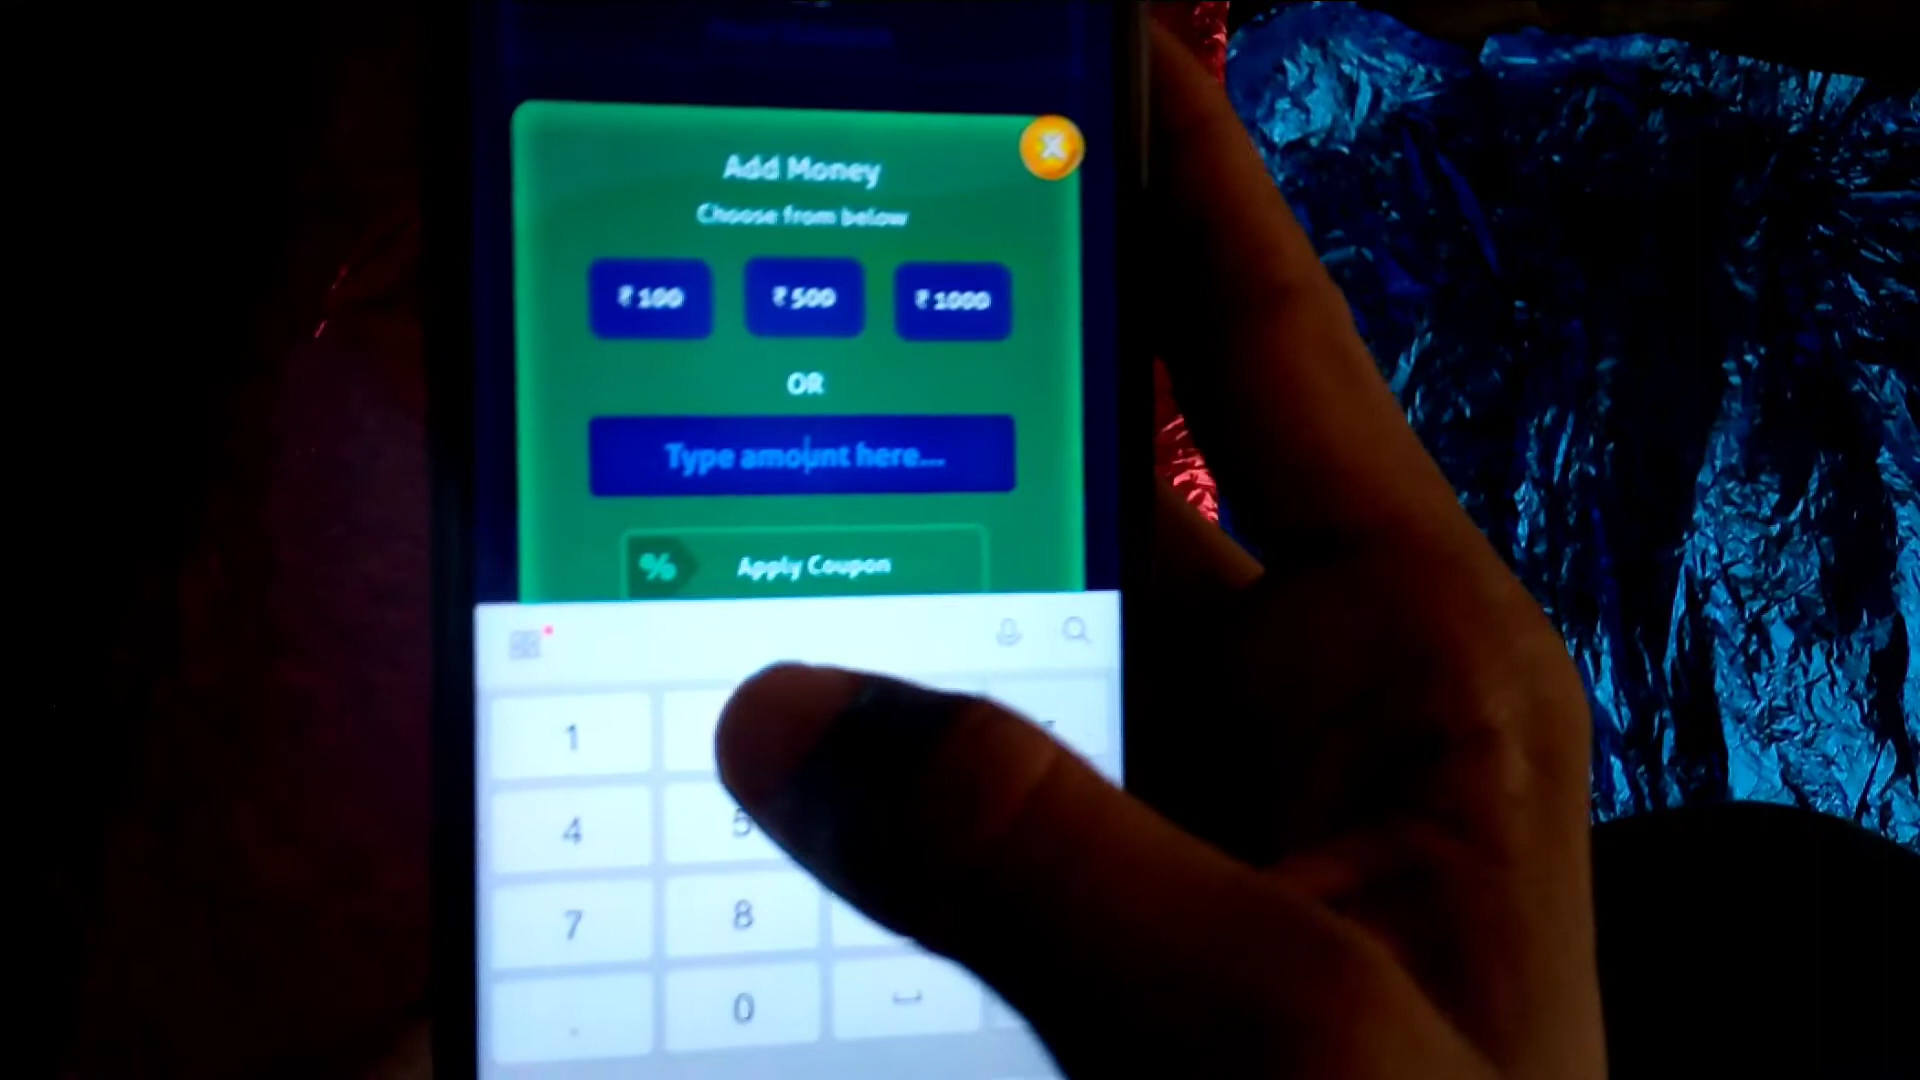 Add Money
Choose from below
₹ 100 ₹ 500 ₹ 1000
OR
Type amount here...
% Apply Coupon
1
4 5
7 8
. 0